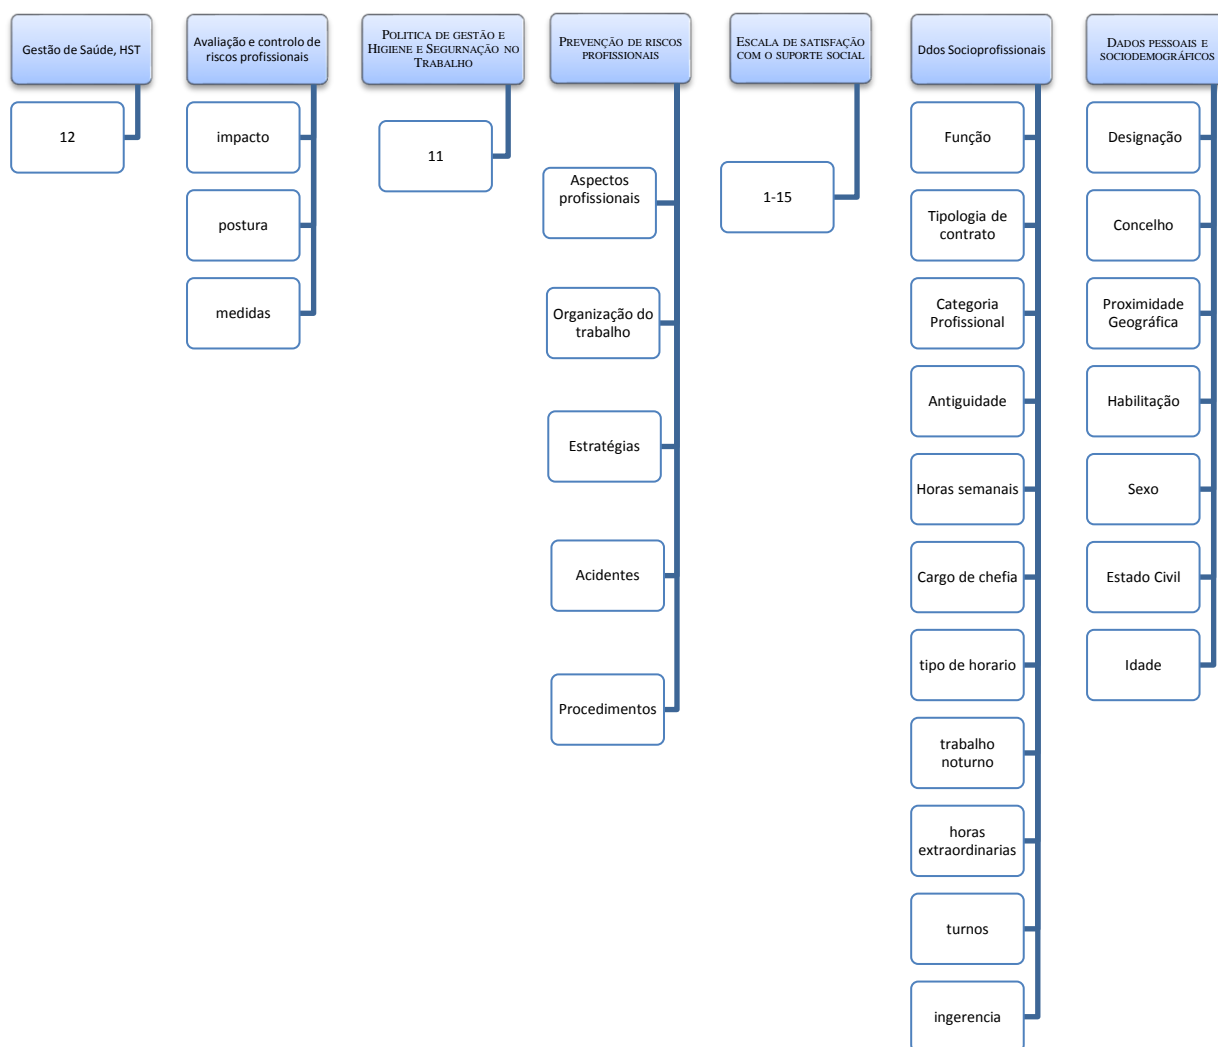 Gestão de Saúde, HST
12
Avaliação e controlo de
riscos profissionais
impacto
postura
medidas
POLITICA DE GESTÃO E
HIGIENE E SEGURNAÇÃO NO
TRABALHO
11
PREVENÇÃO DE RISCOS
PROFISSIONAIS
Aspectos
profissionais
Organização do
trabalho
Estratégias
Acidentes
Procedimentos
ESCALA DE SATISFAÇÃO
COM O SUPORTE SOCIAL
1-15
Ddos Socioprofissionais
Função
Tipologia de
contrato
Categoria
Profissional
Antiguidade
Horas semanais
Cargo de chefia
tipo de horario
trabalho
noturno
horas
extraordinarias
turnos
ingerencia
DADOS PESSOAIS E
SOCIODEMOGRÁFICOS
Designação
Concelho
Proximidade
Geográfica
Habilitação
Sexo
Estado Civil
Idade